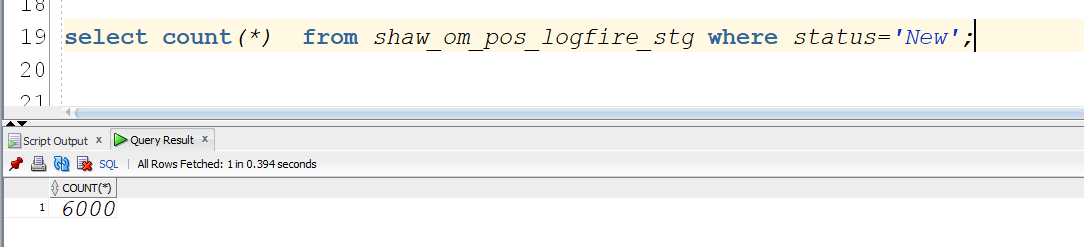 18
19 select count(*)  from shaw_om_pos_logfire_stg where status='New';
20
21
Script Output x Query Result x
SQL | All Rows Fetched: 1 in 0.394 seconds
COUNT(*)
1 6000